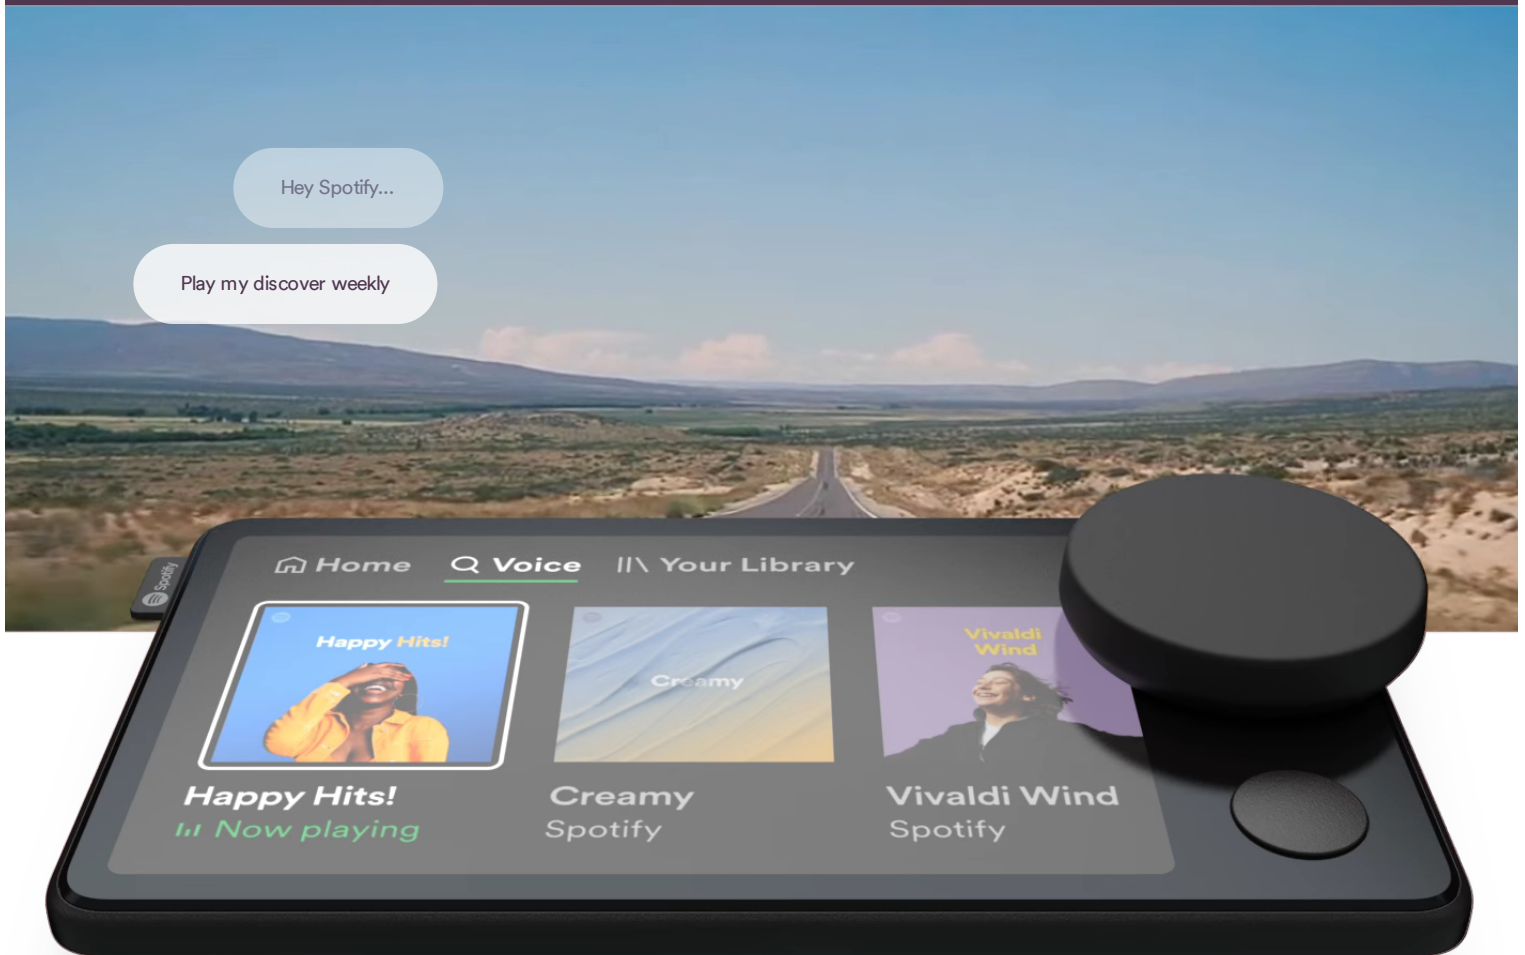 Hey Spotify...
Play my discover weekly
Spotify
Home
Voice
Your Library
Happy Hits!
Creamy
Vivaldi
Wind
Happy Hits!
Now playing
Creamy
Spotify
Vivaldi Wind
Spotify